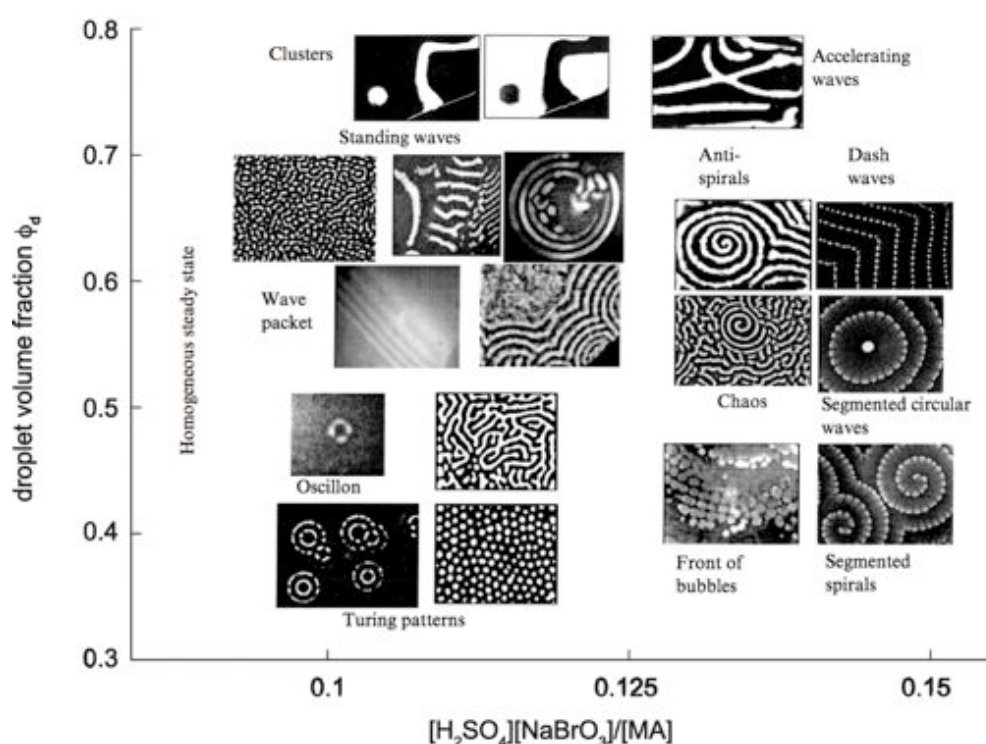 0.8
Clusters
Accelerating
waves
Standing waves
0.7
Anti-
spirals
Dash
waves
droplet volume fraction ϕd
Homogeneous steady state
0.6
Wave
packet
0.5
Chaos
Segmented circular
waves
Oscillon
0.4
Front of
bubbles
Segmented
spirals
Turing patterns
0.3
0.1
0.125
0.15
[H₂SO₄][NaBrO₃]/[MA]